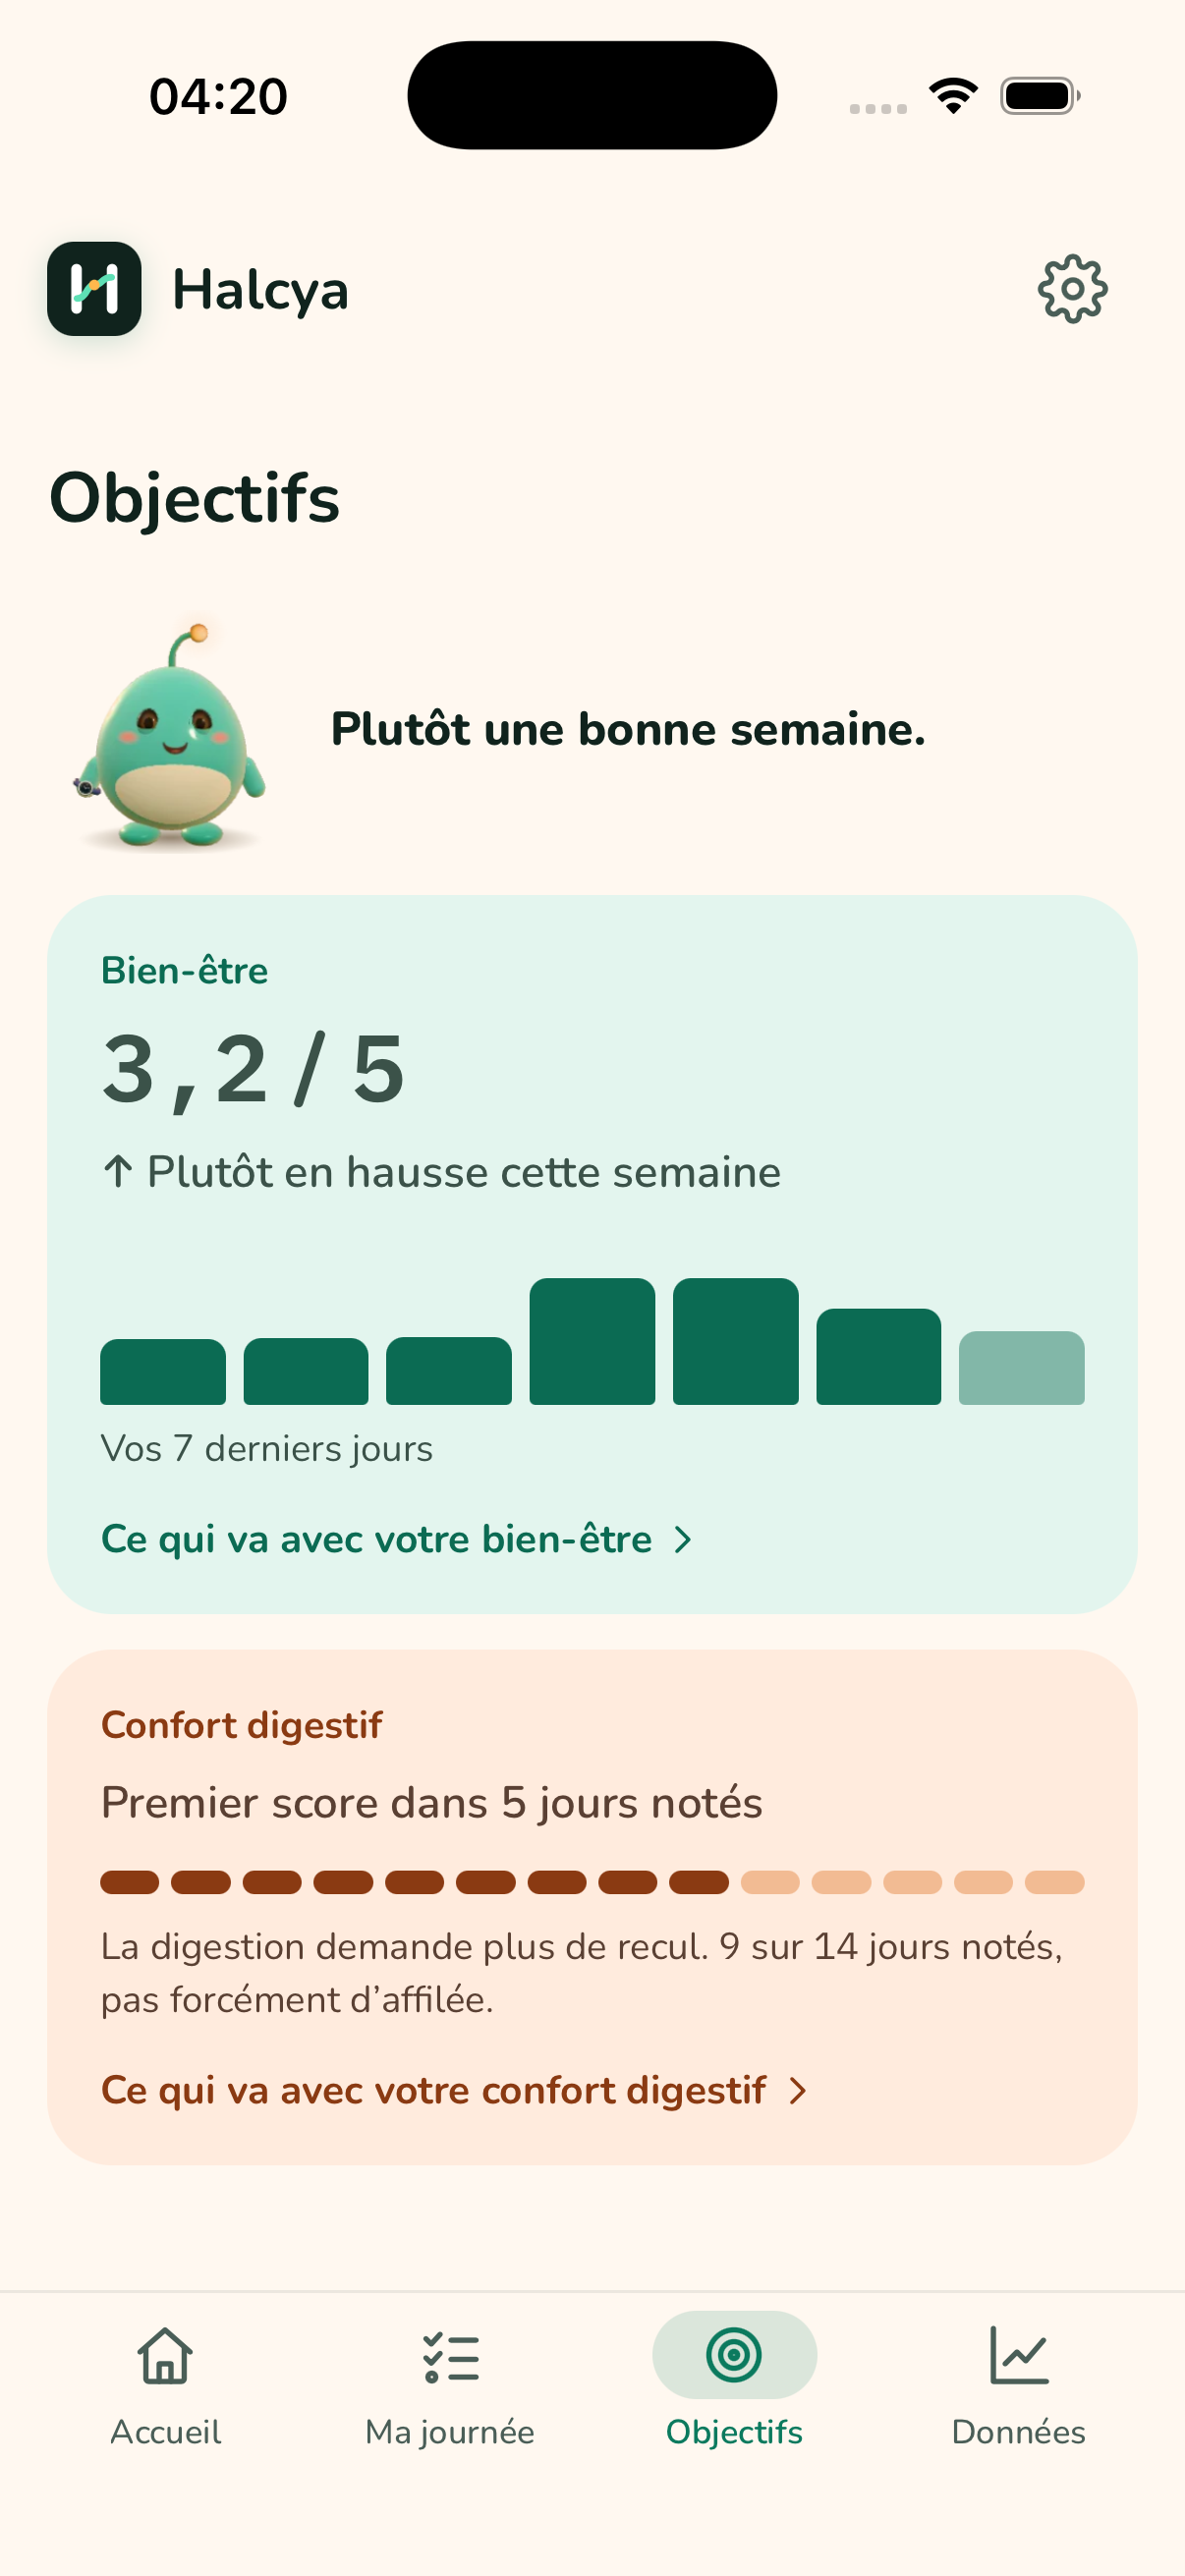 04:20
Halcya
Objectifs
Plutôt une bonne semaine.
Bien-être
3,2 / 5
↑ Plutôt en hausse cette semaine
Vos 7 derniers jours
Ce qui va avec votre bien-être >
Confort digestif
Premier score dans 5 jours notés
La digestion demande plus de recul. 9 sur 14 jours notés,
pas forcément d’affilée.
Ce qui va avec votre confort digestif >
Accueil
Ma journée
Objectifs
Données